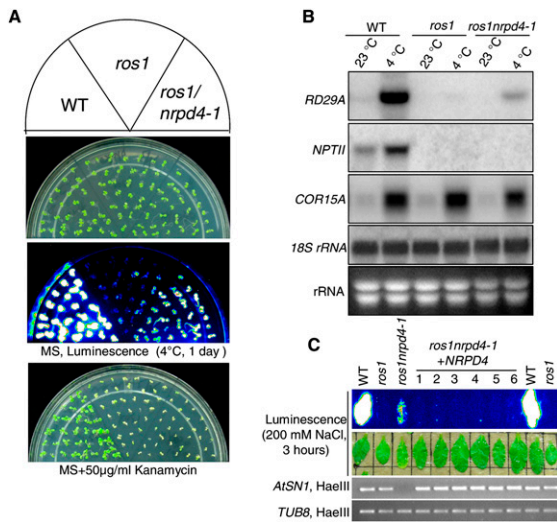 A
WT
ros1
ros1/
nrpd4-1
MS, Luminescence (4°C, 1 day)
MS+50µg/ml Kanamycin
B
WT ros1 ros1nrpd4-1
23 °C 4 °C 23 °C 4 °C 23 °C 4 °C
RD29A
NPTII
COR15A
18S rRNA
rRNA
C
WT ros1 ros1nrpd4-1 ros1nrpd4-1 WT ros1
+NRPD4
1 2 3 4 5 6
Luminescence
(200 mM NaCl,
3 hours)
AtSN1, HaeIII
TUB8, HaeIII